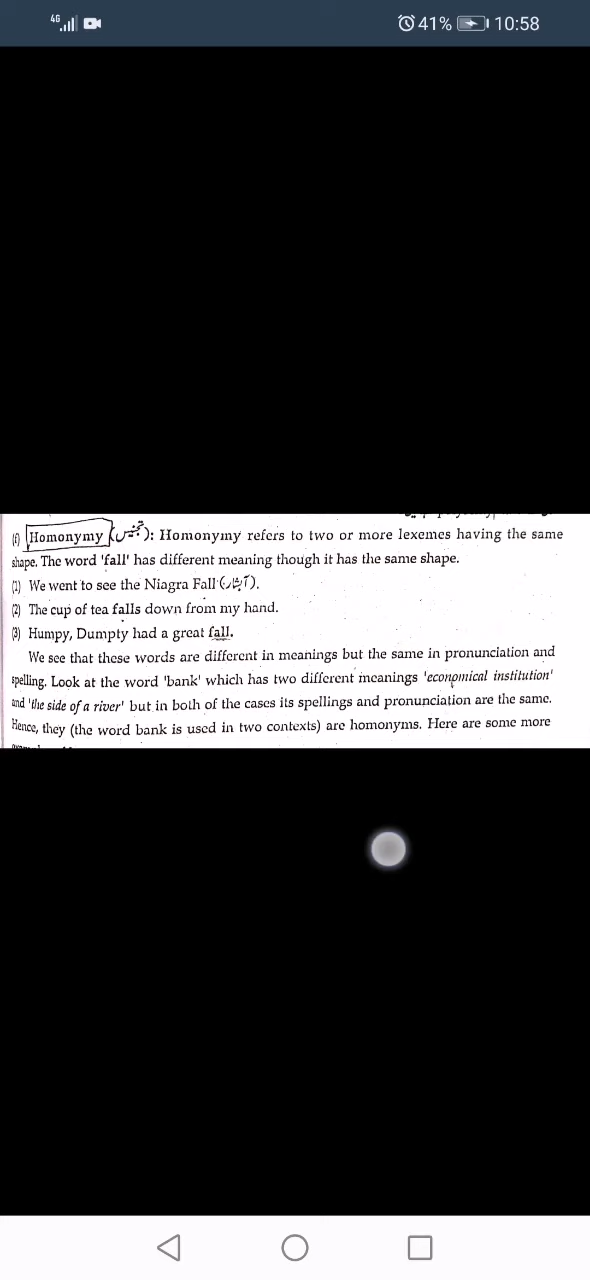 4G 41% 10:58
(f) Homonymy (تجنیس): Homonymy refers to two or more lexemes having the same
shape. The word 'fall' has different meaning though it has the same shape.
(1) We went to see the Niagra Fall (آبشار).
(2) The cup of tea falls down from my hand.
(3) Humpy, Dumpty had a great fall.
We see that these words are different in meanings but the same in pronunciation and
spelling. Look at the word 'bank' which has two different meanings 'economical institution'
and 'the side of a river' but in both of the cases its spellings and pronunciation are the same.
Hence, they (the word bank is used in two contexts) are homonyms. Here are some more